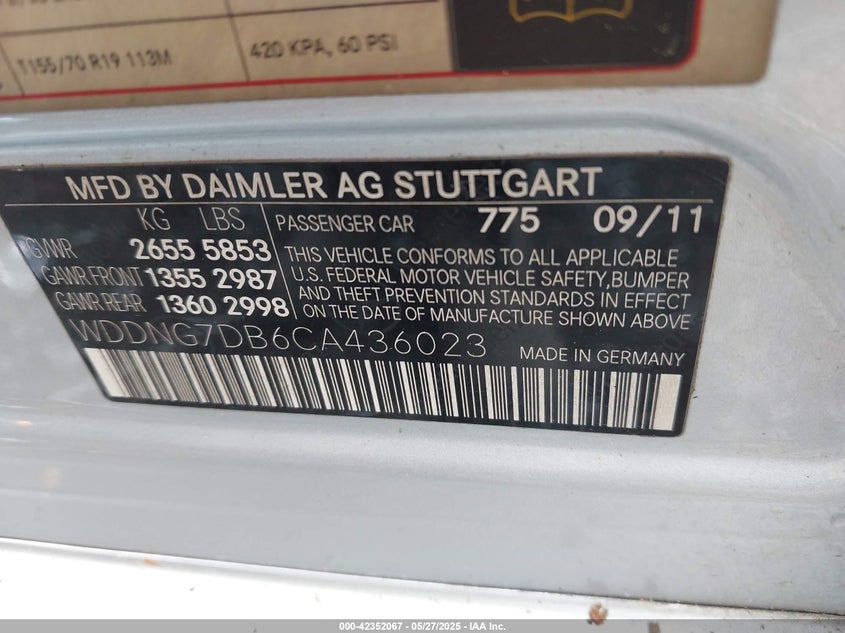 T155/70 R19 113M 420 KPA, 60 PSI
MFD BY DAIMLER AG STUTTGART
KG LBS PASSENGER CAR 775 09/11
GVWR 2655 5853
GAWR FRONT 1355 2987
GAWR REAR 1360 2998
THIS VEHICLE CONFORMS TO ALL APPLICABLE
U.S. FEDERAL MOTOR VEHICLE SAFETY, BUMPER
AND THEFT PREVENTION STANDARDS IN EFFECT
ON THE DATE OF MANUFACTURE SHOWN ABOVE
WDDNG7DB6CA436023 MADE IN GERMANY
000-42352067 - 05/27/2025 - IAA Inc.